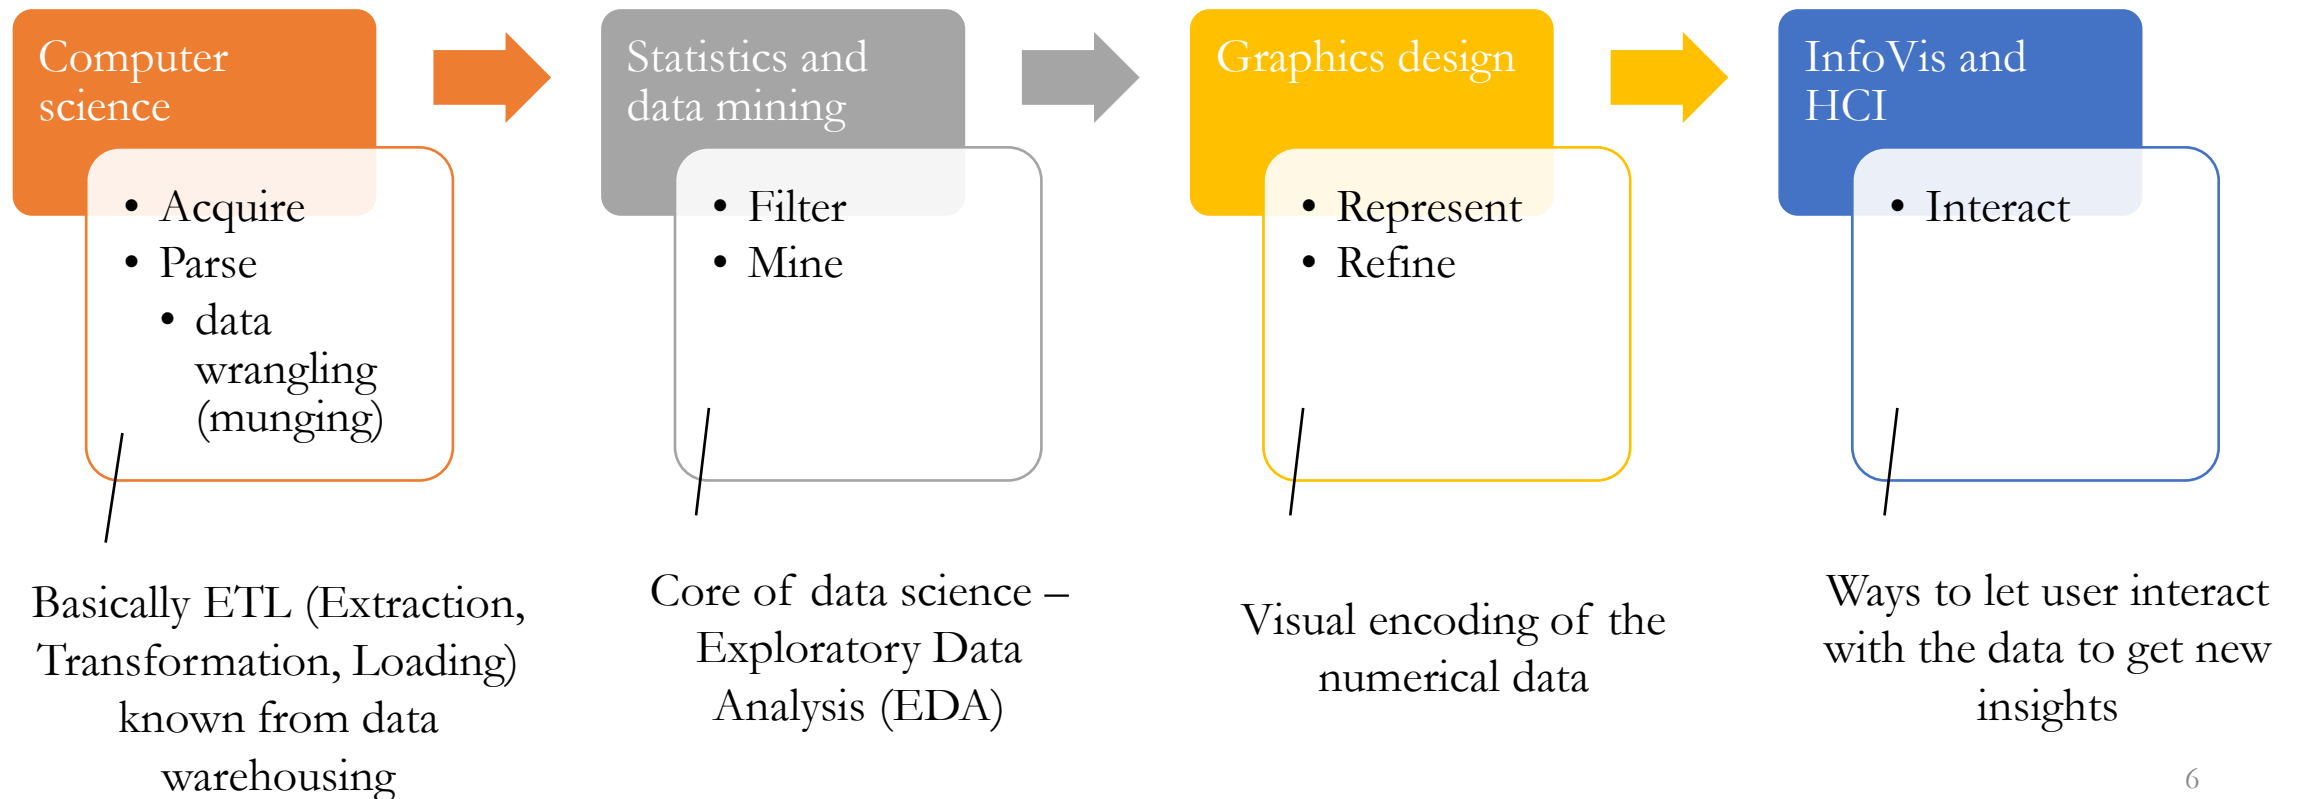 Computer
science
• Acquire
• Parse
• data
wrangling
(munging)
Basically ETL (Extraction,
Transformation, Loading)
known from data
warehousing
Statistics and
data mining
• Filter
• Mine
Core of data science –
Exploratory Data
Analysis (EDA)
Graphics design
• Represent
• Refine
Visual encoding of the
numerical data
InfoVis and
HCI
• Interact
Ways to let user interact
with the data to get new
insights
6